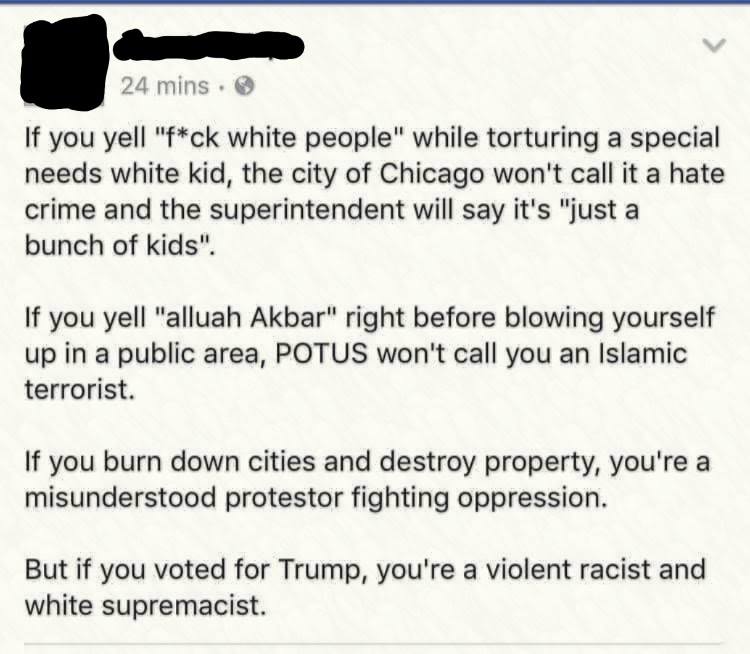 24 mins ·
If you yell "f*ck white people" while torturing a special
needs white kid, the city of Chicago won't call it a hate
crime and the superintendent will say it's "just a
bunch of kids".
If you yell "alluah Akbar" right before blowing yourself
up in a public area, POTUS won't call you an Islamic
terrorist.
If you burn down cities and destroy property, you're a
misunderstood protestor fighting oppression.
But if you voted for Trump, you're a violent racist and
white supremacist.